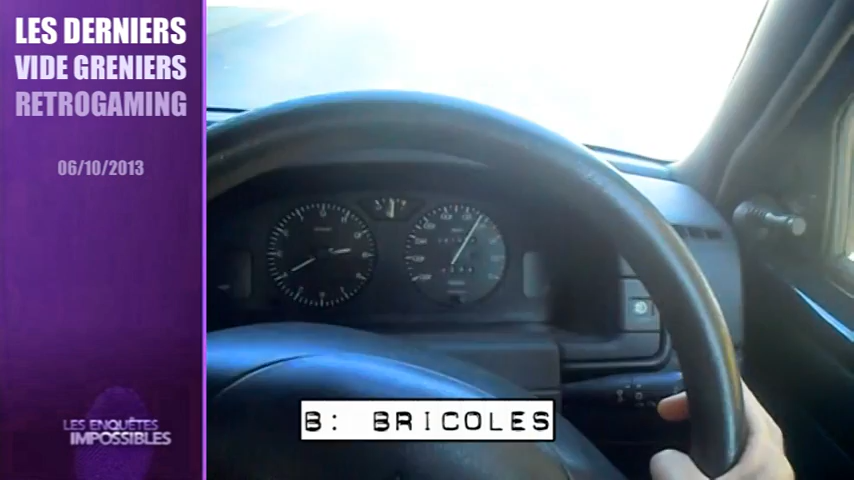 LES DERNIERS
VIDE GRENIERS
RETROGAMING
06/10/2013
LES ENQUÊTES
IMPOSSIBLES
B: BRICOLES